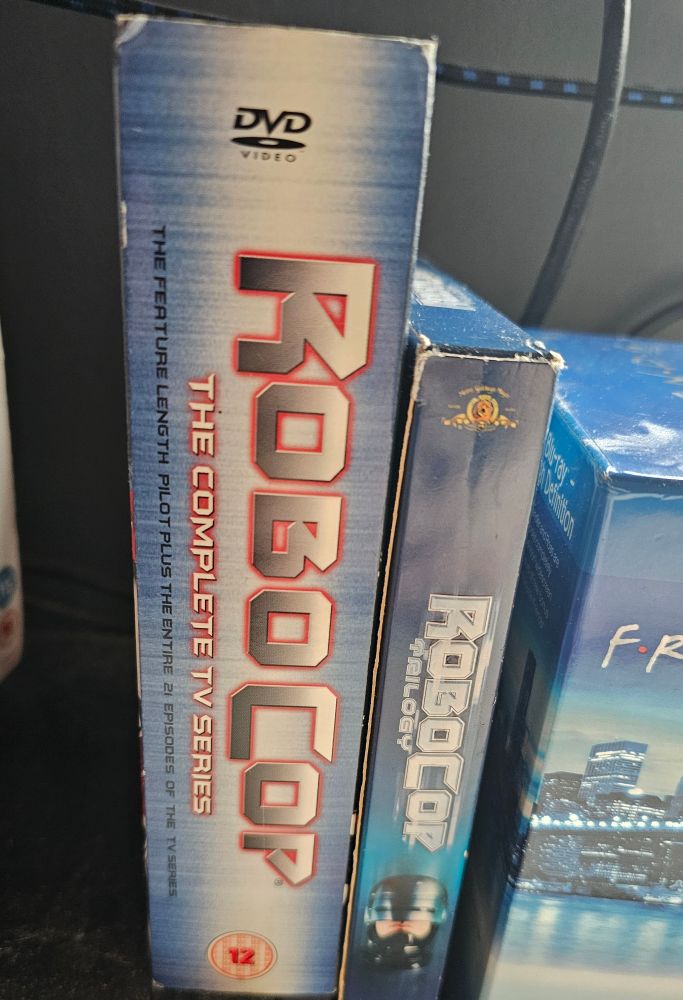 DVD
VIDEO
ROBOCOP
THE COMPLETE TV SERIES
THE FEATURE LENGTH PILOT PLUS THE ENTIRE 21 EPISODES OF THE TV SERIES
12
ROBOCOP
TRILOGY
Definition
F•R